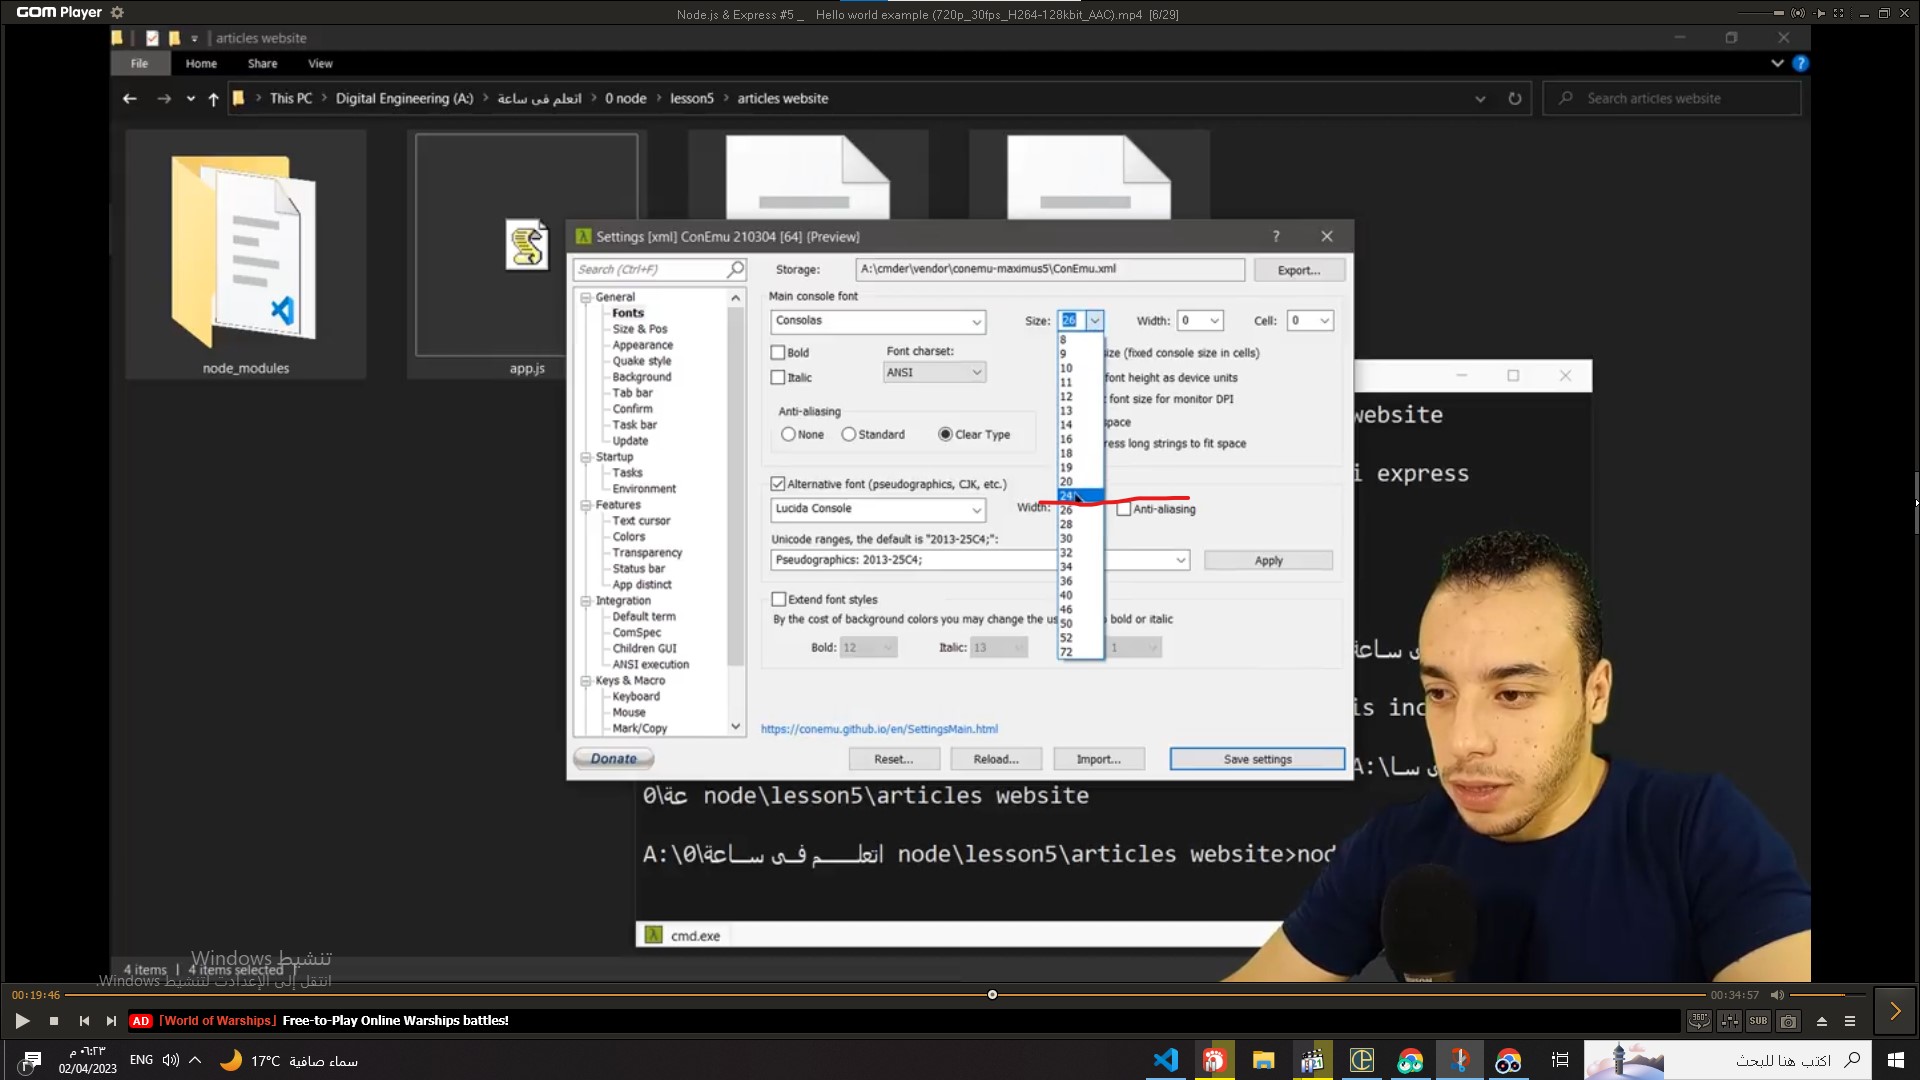 GOM Player
Node.js & Express #5 _ Hello world example (720p_30fps_H264-128kbit_AAC).mp4 [6/29]
articles website
File Home Share View
This PC > Digital Engineering (A:) > اتعلم فى ساعة > 0 node > lesson5 > articles website
Search articles website
node_modules
app.js
Settings [xml] ConEmu 210304 [64] {Preview}
Search (Ctrl+F)
Storage: A:\cmder\vendor\conemu-maximus5\ConEmu.xml Export...
General
Fonts
Size & Pos
Appearance
Quake style
Background
Tab bar
Confirm
Task bar
Update
Startup
Tasks
Environment
Features
Text cursor
Colors
Transparency
Status bar
App distinct
Integration
Default term
ComSpec
Children GUI
ANSI execution
Keys & Macro
Keyboard
Mouse
Mark/Copy
Main console font
Consolas Size: 26 Width: 0 Cell: 0
Bold Font charset:
Italic ANSI
size (fixed console size in cells)
font height as device units
font size for monitor DPI
space
ress long strings to fit space
Anti-aliasing
None Standard Clear Type
8
9
10
11
12
13
14
16
18
19
20
24
26
28
30
32
34
36
40
46
50
52
72
Alternative font (pseudographics, CJK, etc.)
Lucida Console Width: Anti-aliasing
Unicode ranges, the default is "2013-25C4;":
Pseudographics: 2013-25C4; Apply
Extend font styles
By the cost of background colors you may change the us bold or italic
Bold: 12 Italic: 13 1
https://conemu.github.io/en/SettingsMain.html
Donate Reset... Reload... Import... Save settings
website
i express
ى ساعة
is inc
A:\اتعلم فى سا
عة\0 node\lesson5\articles website
A:\اتعلم فى ساعة\0 node\lesson5\articles website>nod
cmd.exe
4 items | 4 items selected |
تنشيط Windows
انتقل إلى الإعدادات لتنشيط Windows.
00:19:46 00:34:57
AD [World of Warships] Free-to-Play Online Warships battles!
360° SUB
٠٦:٢٣ م
02/04/2023
ENG
17°C سماء صافية
اكتب هنا للبحث